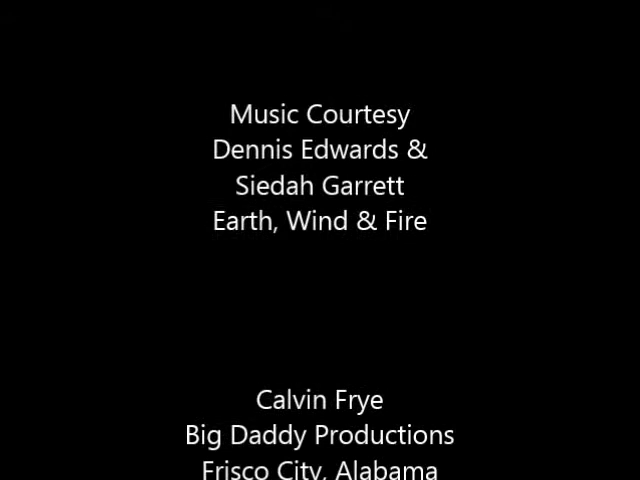 Music Courtesy
Dennis Edwards &
Siedah Garrett
Earth, Wind & Fire
Calvin Frye
Big Daddy Productions
Frisco City, Alabama